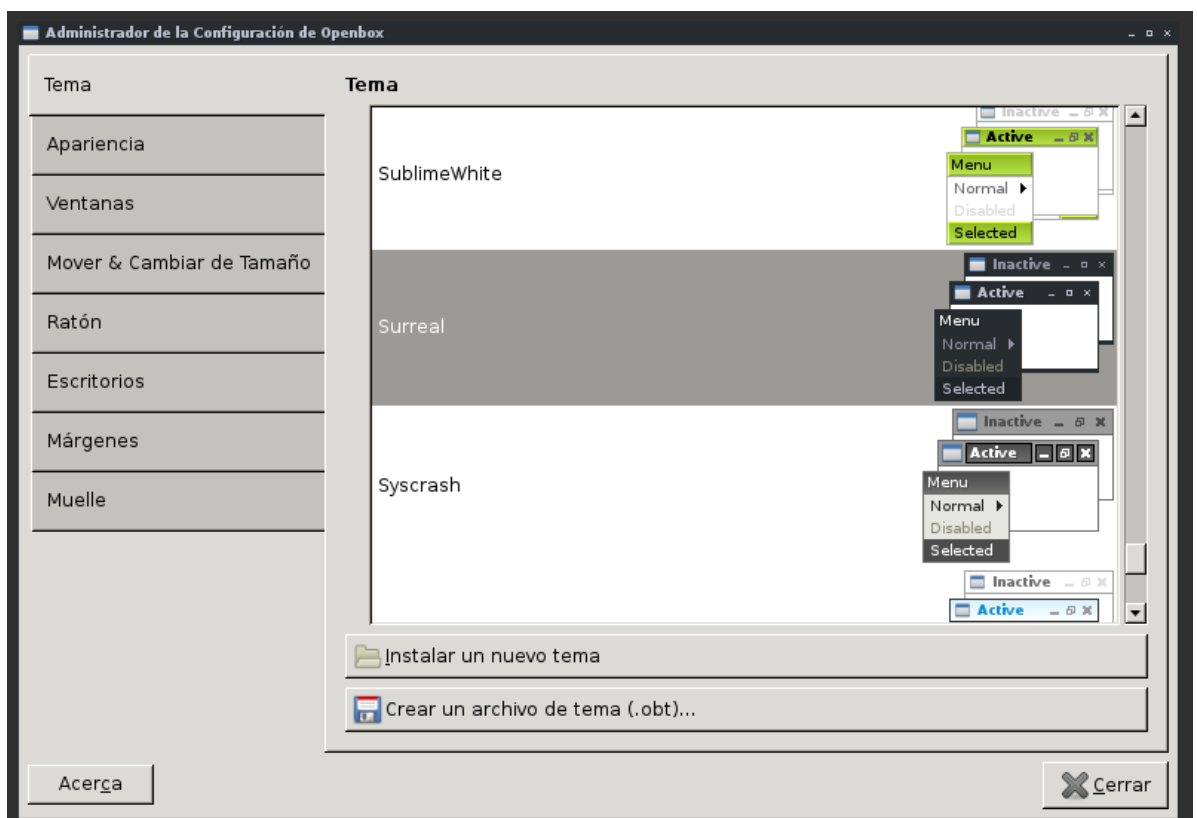 Administrador de la Configuración de Openbox
Tema
Apariencia
Ventanas
Mover & Cambiar de Tamaño
Ratón
Escritorios
Márgenes
Muelle
Tema
Inactive
Active
SublimeWhite
Menu
Normal
Disabled
Selected
Inactive
Active
Surreal
Menu
Normal
Disabled
Selected
Inactive
Active
Syscrash
Menu
Normal
Disabled
Selected
Inactive
Active
Instalar un nuevo tema
Crear un archivo de tema (.obt)...
Acerca
Cerrar